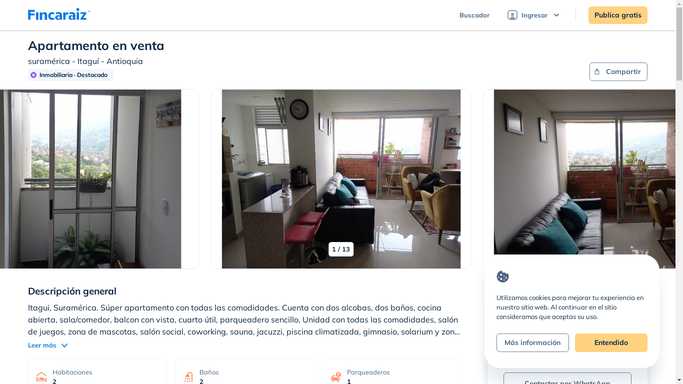 Fincaraiz
Buscador
Ingresar
Publica gratis
Apartamento en venta
suramérica - Itaguí - Antioquia
Inmobiliaria - Destacado
Compartir
1 / 13
Descripción general
Itagui, Suramérica. Súper apartamento con todas las comodidades. Cuenta con dos alcobas, dos baños, cocina
abierta, sala/comedor, balcon con vista, cuarto útil, parqueadero sencillo, Unidad con todas las comodidades, salón
de juegos, zona de mascotas, salón social, coworking, sauna, jacuzzi, piscina climatizada, gimnasio, solarium y zon...
Leer más
Habitaciones
2
Baños
2
Parqueaderos
1
Utilizamos cookies para mejorar tu experiencia en
nuestro sitio web. Al continuar en el sitio
consideramos que aceptas su uso.
Más información
Entendido
Contactar por WhatsApp